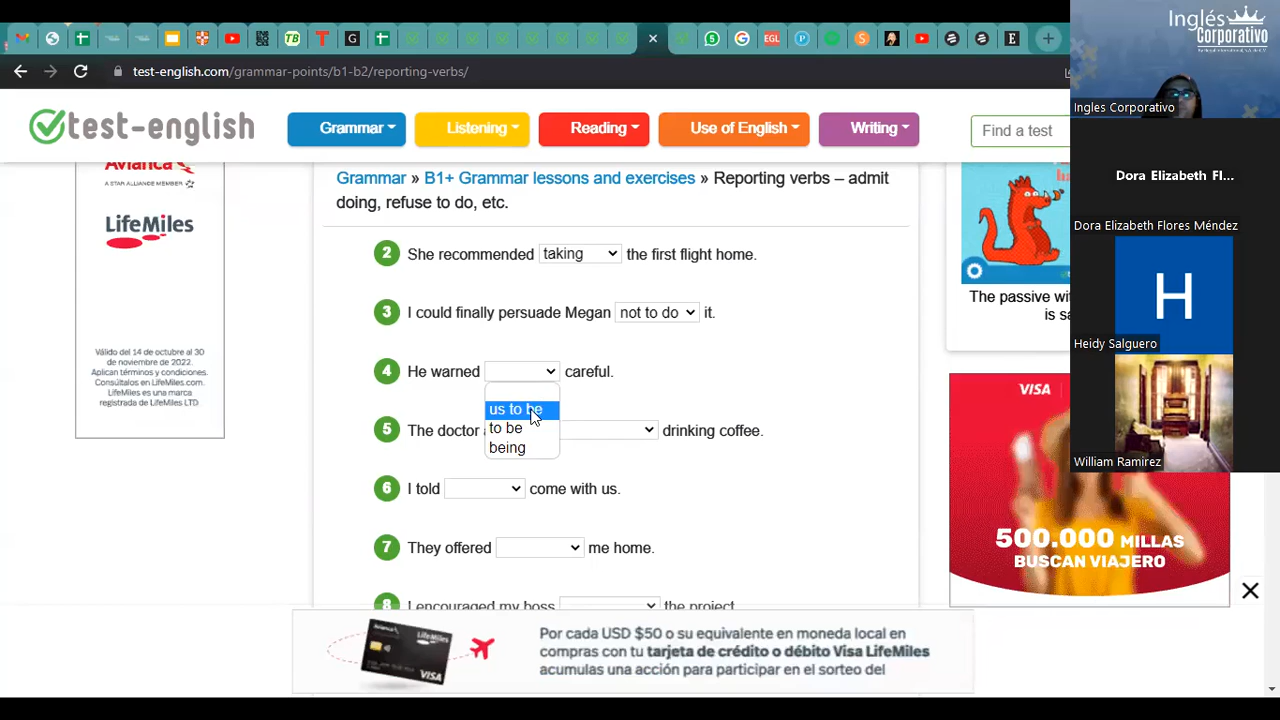 Inglés
Corporativo
test-english.com/grammar-points/b1-b2/reporting-verbs/
test-english
Grammar
Listening
Reading
Use of English
Writing
Find a test
Ingles Corporativo
Dora Elizabeth Fl...
Dora Elizabeth Flores Méndez
H
Heidy Salguero
William Ramirez
Avianca
A STAR ALLIANCE MEMBER
LifeMiles
Válido del 14 de octubre al 30
de noviembre de 2022.
Aplican términos y condiciones.
Consúltalos en LifeMiles.com.
LifeMiles es una marca
registrada de LifeMiles LTD
Grammar » B1+ Grammar lessons and exercises » Reporting verbs – admit
doing, refuse to do, etc.
2 She recommended taking the first flight home.
3 I could finally persuade Megan not to do it.
4 He warned careful.
us to be
to be
being
5 The doctor drinking coffee.
6 I told come with us.
7 They offered me home.
8 I encouraged my boss the project.
The passive wi
is sa
VISA
500.000 MILLAS
BUSCAN VIAJERO
LifeMiles
VISA
Por cada USD $50 o su equivalente en moneda local en
compras con tu tarjeta de crédito o débito Visa LifeMiles
acumulas una acción para participar en el sorteo del